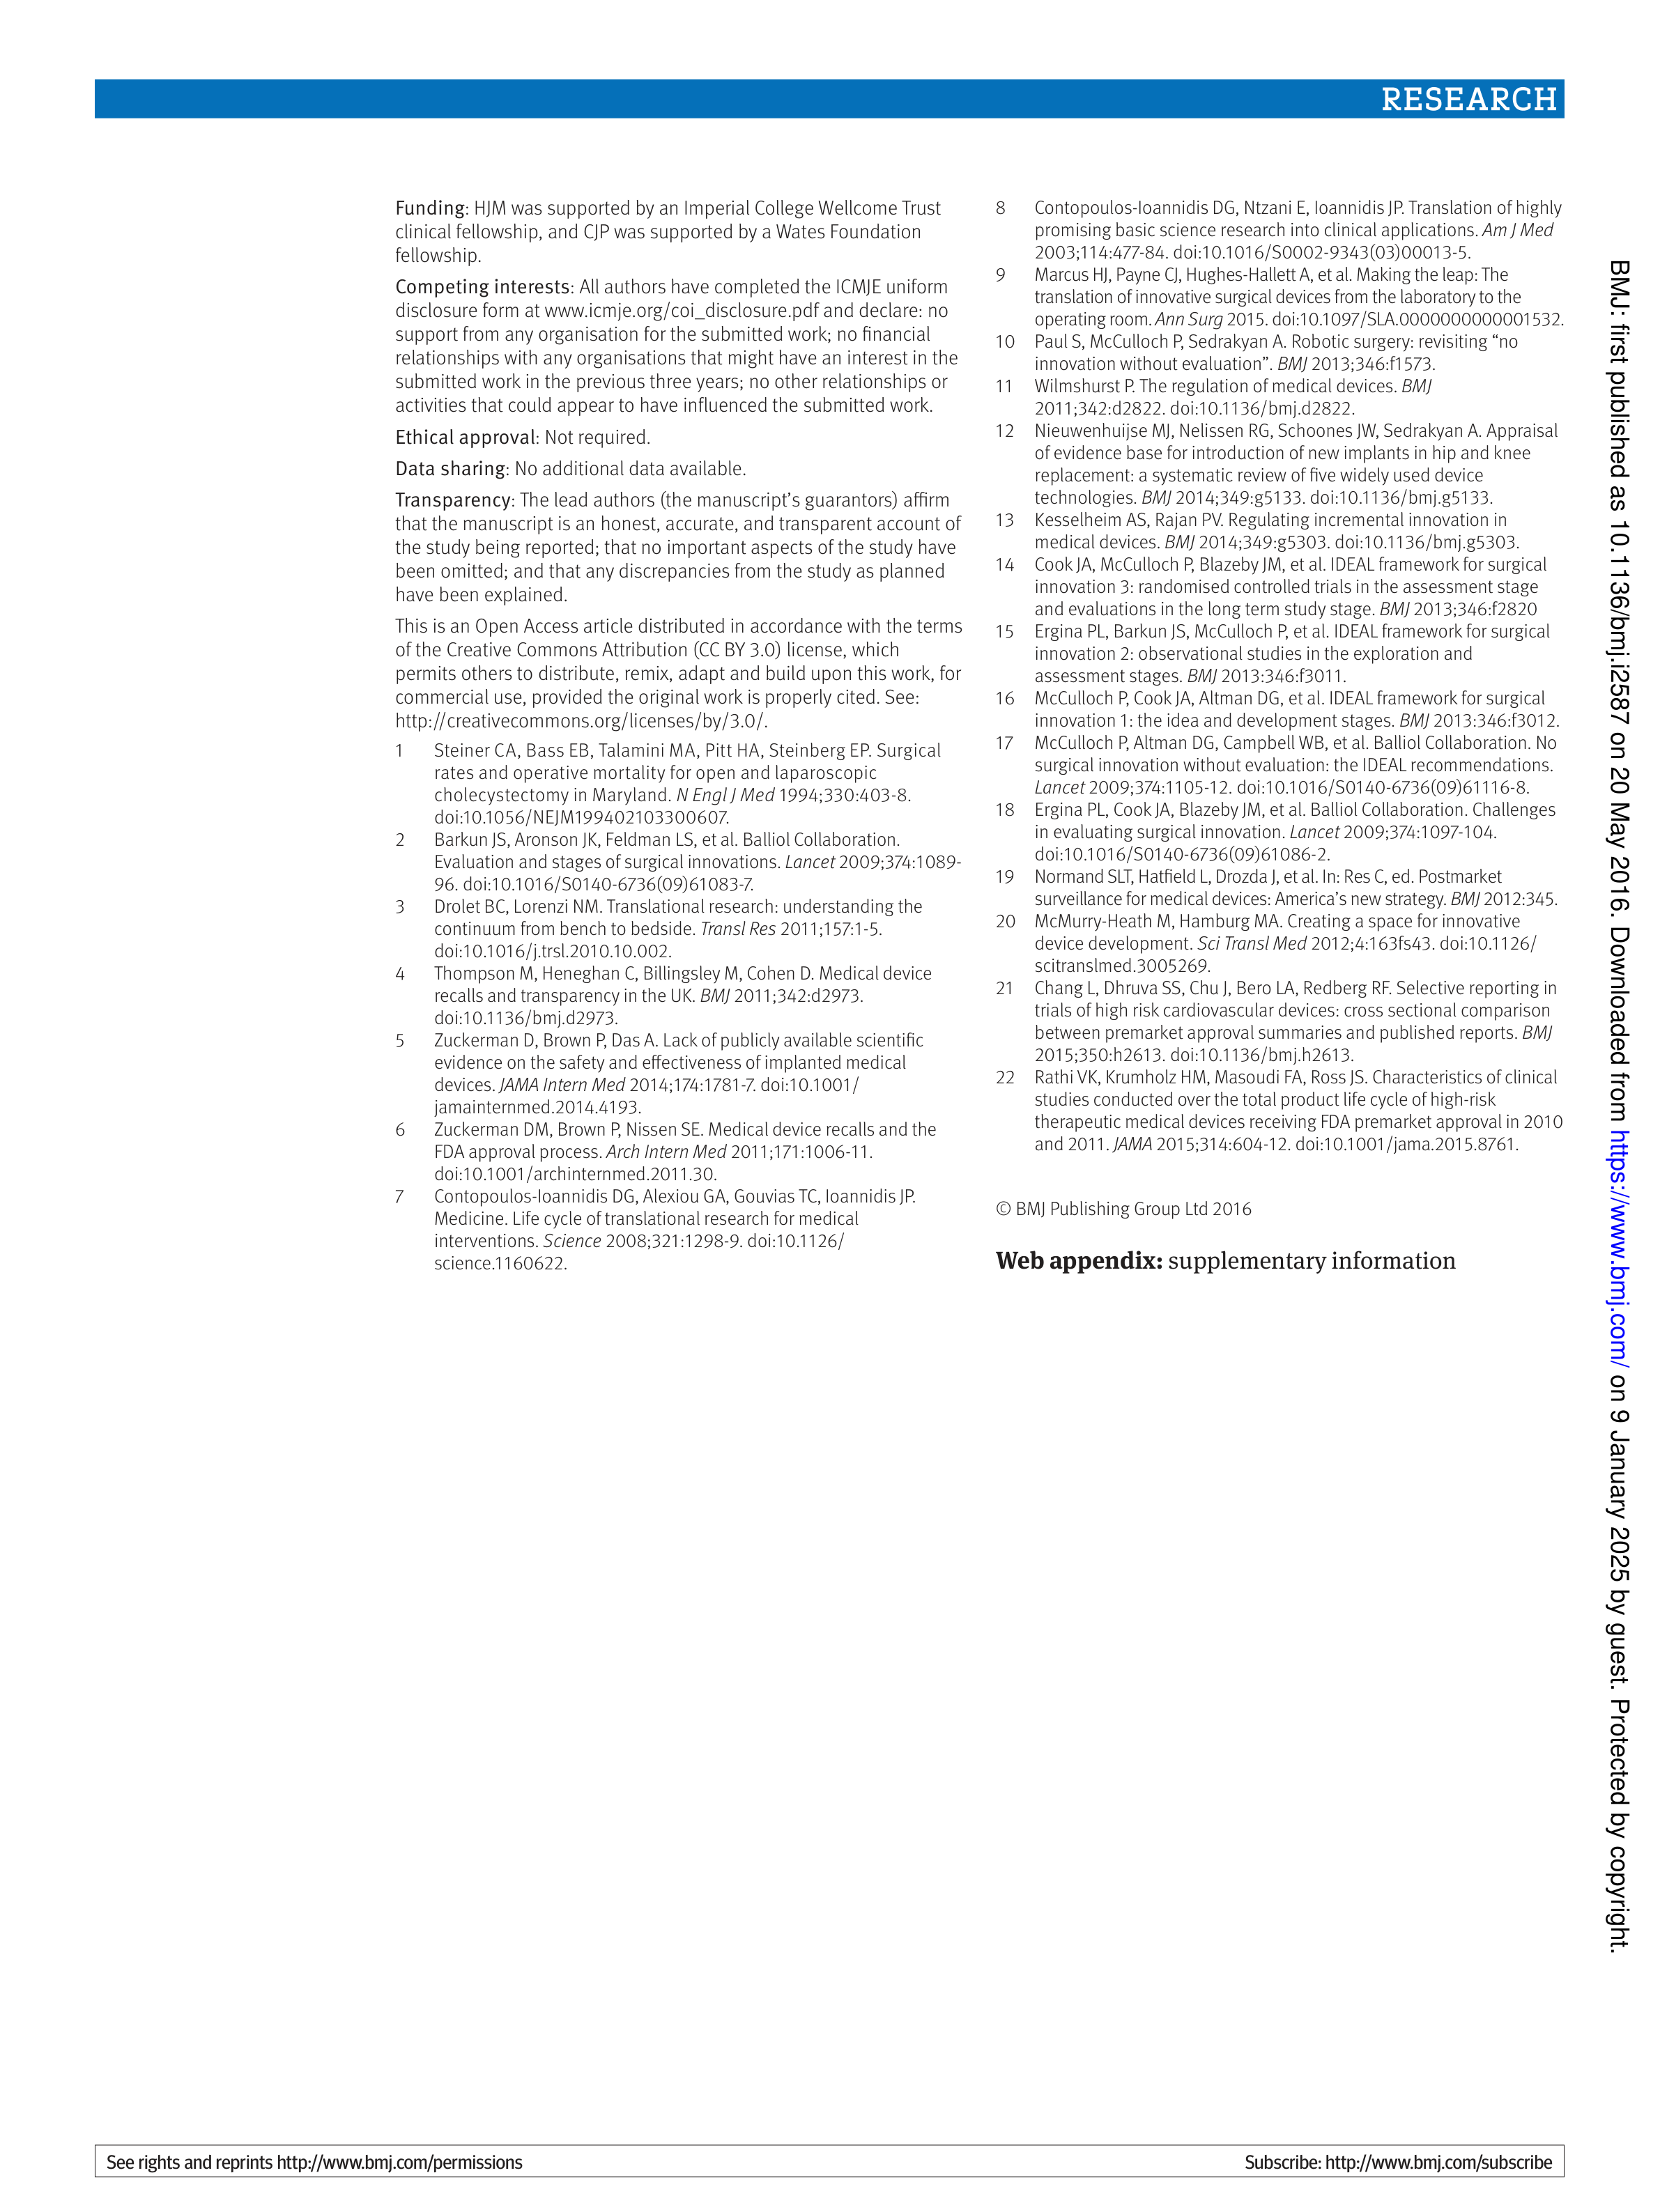 RESEARCH
Funding: HJM was supported by an Imperial College Wellcome Trust
clinical fellowship, and CJP was supported by a Wates Foundation
fellowship.
Competing interests: All authors have completed the ICMJE uniform
disclosure form at www.icmje.org/coi_disclosure.pdf and declare: no
support from any organisation for the submitted work; no financial
relationships with any organisations that might have an interest in the
submitted work in the previous three years; no other relationships or
activities that could appear to have influenced the submitted work.
Ethical approval: Not required.
Data sharing: No additional data available.
Transparency: The lead authors (the manuscript's guarantors) affirm
that the manuscript is an honest, accurate, and transparent account of
the study being reported; that no important aspects of the study have
been omitted; and that any discrepancies from the study as planned
have been explained.
This is an Open Access article distributed in accordance with the terms
of the Creative Commons Attribution (CC BY 3.0) license, which
permits others to distribute, remix, adapt and build upon this work, for
commercial use, provided the original work is properly cited. See:
http://creativecommons.org/licenses/by/3.0/.
1 Steiner CA, Bass EB, Talamini MA, Pitt HA, Steinberg EP. Surgical
rates and operative mortality for open and laparoscopic
cholecystectomy in Maryland. N Engl J Med 1994;330:403-8.
doi:10.1056/NEJM199402103300607.
2 Barkun JS, Aronson JK, Feldman LS, et al. Balliol Collaboration.
Evaluation and stages of surgical innovations. Lancet 2009;374:1089-
96. doi:10.1016/S0140-6736(09)61083-7.
3 Drolet BC, Lorenzi NM. Translational research: understanding the
continuum from bench to bedside. Transl Res 2011;157:1-5.
doi:10.1016/j.trsl.2010.10.002.
4 Thompson M, Heneghan C, Billingsley M, Cohen D. Medical device
recalls and transparency in the UK. BMJ 2011;342:d2973.
doi:10.1136/bmj.d2973.
5 Zuckerman D, Brown P, Das A. Lack of publicly available scientific
evidence on the safety and effectiveness of implanted medical
devices. JAMA Intern Med 2014;174:1781-7. doi:10.1001/
jamainternmed.2014.4193.
6 Zuckerman DM, Brown P, Nissen SE. Medical device recalls and the
FDA approval process. Arch Intern Med 2011;171:1006-11.
doi:10.1001/archinternmed.2011.30.
7 Contopoulos-Ioannidis DG, Alexiou GA, Gouvias TC, Ioannidis JP.
Medicine. Life cycle of translational research for medical
interventions. Science 2008;321:1298-9. doi:10.1126/
science.1160622.
8 Contopoulos-Ioannidis DG, Ntzani E, Ioannidis JP. Translation of highly
promising basic science research into clinical applications. Am J Med
2003;114:477-84. doi:10.1016/S0002-9343(03)00013-5.
9 Marcus HJ, Payne CJ, Hughes-Hallett A, et al. Making the leap: The
translation of innovative surgical devices from the laboratory to the
operating room. Ann Surg 2015. doi:10.1097/SLA.0000000000001532.
10 Paul S, McCulloch P, Sedrakyan A. Robotic surgery: revisiting “no
innovation without evaluation”. BMJ 2013;346:f1573.
11 Wilmshurst P. The regulation of medical devices. BMJ
2011;342:d2822. doi:10.1136/bmj.d2822.
12 Nieuwenhuijse MJ, Nelissen RG, Schoones JW, Sedrakyan A. Appraisal
of evidence base for introduction of new implants in hip and knee
replacement: a systematic review of five widely used device
technologies. BMJ 2014;349:g5133. doi:10.1136/bmj.g5133.
13 Kesselheim AS, Rajan PV. Regulating incremental innovation in
medical devices. BMJ 2014;349:g5303. doi:10.1136/bmj.g5303.
14 Cook JA, McCulloch P, Blazeby JM, et al. IDEAL framework for surgical
innovation 3: randomised controlled trials in the assessment stage
and evaluations in the long term study stage. BMJ 2013;346:f2820
15 Ergina PL, Barkun JS, McCulloch P, et al. IDEAL framework for surgical
innovation 2: observational studies in the exploration and
assessment stages. BMJ 2013:346:f3011.
16 McCulloch P, Cook JA, Altman DG, et al. IDEAL framework for surgical
innovation 1: the idea and development stages. BMJ 2013:346:f3012.
17 McCulloch P, Altman DG, Campbell WB, et al. Balliol Collaboration. No
surgical innovation without evaluation: the IDEAL recommendations.
Lancet 2009;374:1105-12. doi:10.1016/S0140-6736(09)61116-8.
18 Ergina PL, Cook JA, Blazeby JM, et al. Balliol Collaboration. Challenges
in evaluating surgical innovation. Lancet 2009;374:1097-104.
doi:10.1016/S0140-6736(09)61086-2.
19 Normand SLT, Hatfield L, Drozda J, et al. In: Res C, ed. Postmarket
surveillance for medical devices: America's new strategy. BMJ 2012:345.
20 McMurry-Heath M, Hamburg MA. Creating a space for innovative
device development. Sci Transl Med 2012;4:163fs43. doi:10.1126/
scitranslmed.3005269.
21 Chang L, Dhruva SS, Chu J, Bero LA, Redberg RF. Selective reporting in
trials of high risk cardiovascular devices: cross sectional comparison
between premarket approval summaries and published reports. BMJ
2015;350:h2613. doi:10.1136/bmj.h2613.
22 Rathi VK, Krumholz HM, Masoudi FA, Ross JS. Characteristics of clinical
studies conducted over the total product life cycle of high-risk
therapeutic medical devices receiving FDA premarket approval in 2010
and 2011. JAMA 2015;314:604-12. doi:10.1001/jama.2015.8761.
© BMJ Publishing Group Ltd 2016
Web appendix: supplementary information
BMJ: first published as 10.1136/bmj.i2587 on 20 May 2016. Downloaded from https://www.bmj.com/ on 9 January 2025 by guest. Protected by copyright.
See rights and reprints http://www.bmj.com/permissions
Subscribe: http://www.bmj.com/subscribe